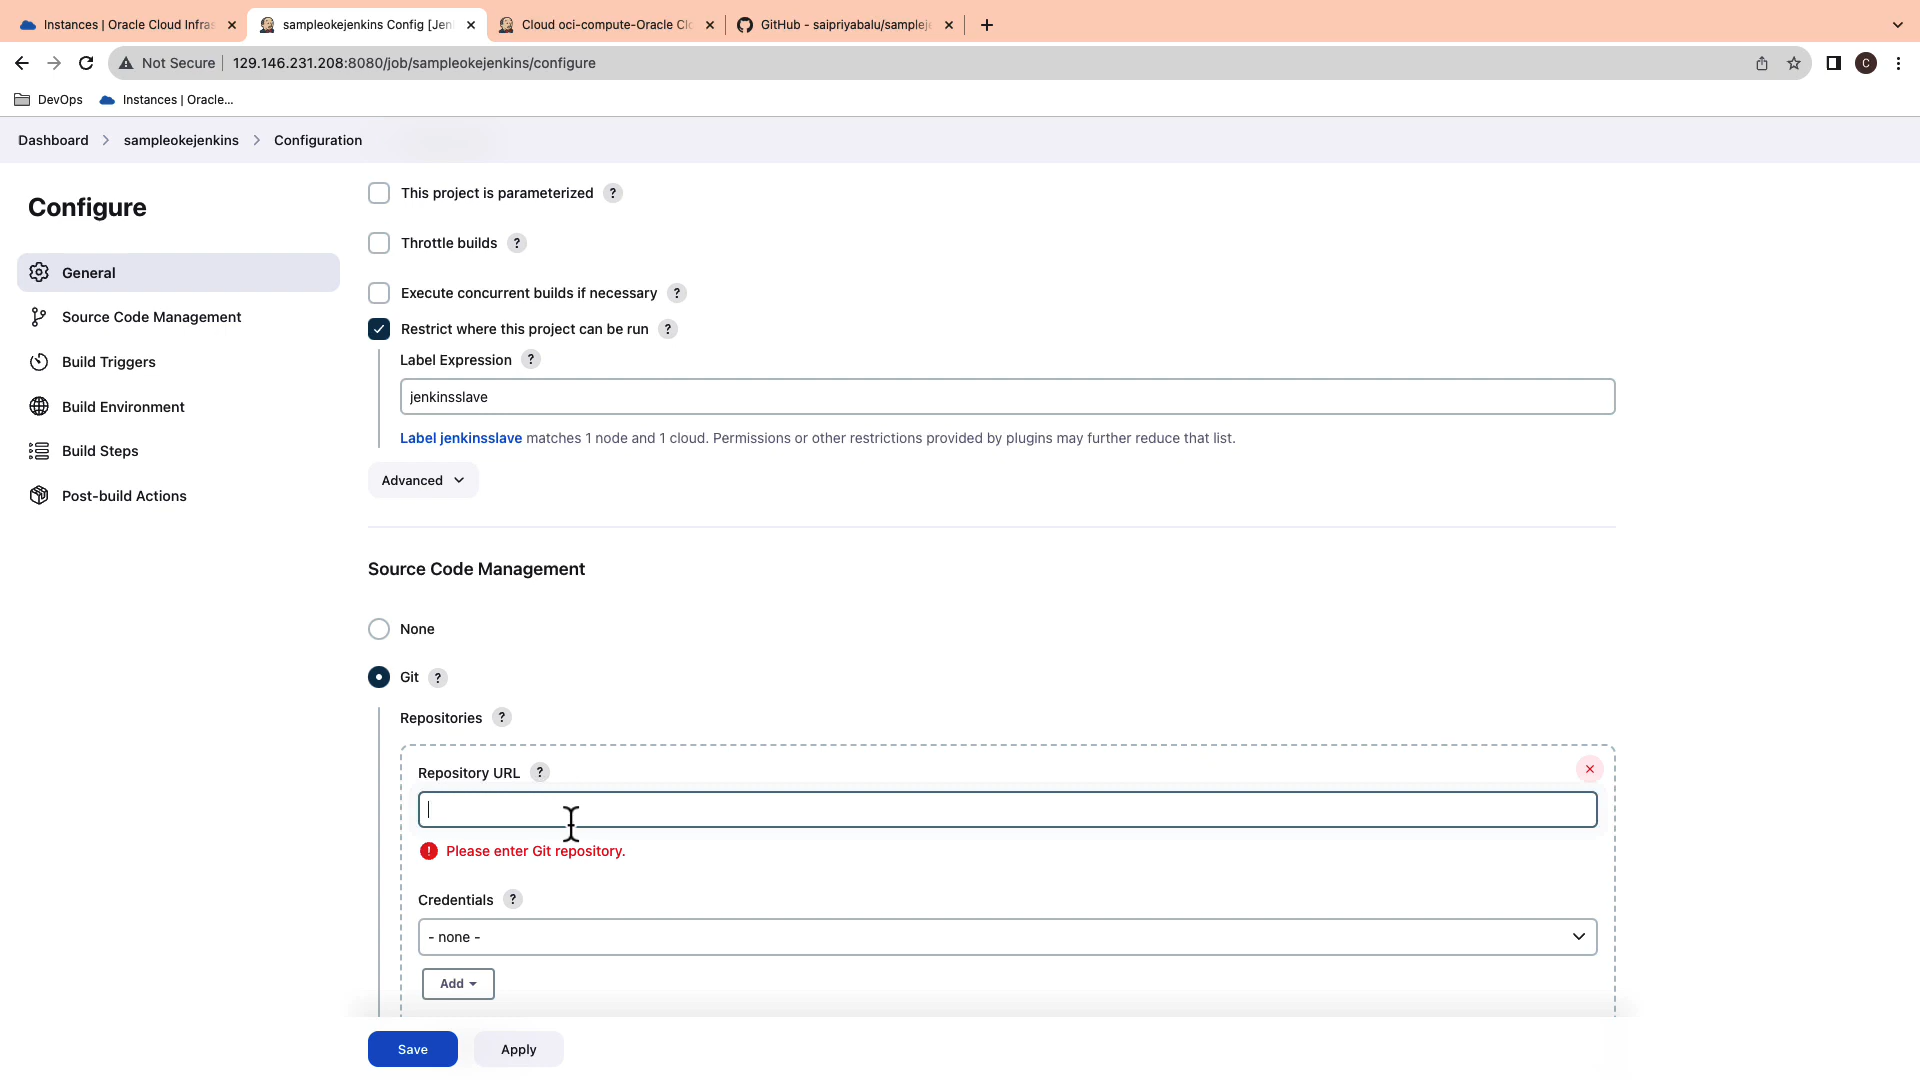 Instances | Oracle Cloud Infras
sampleokejenkins Config [Jen
Cloud oci-compute-Oracle Cl
GitHub - saipriyabalu/samplej
Not Secure
129.146.231.208:8080/job/sampleokejenkins/configure
C
DevOps
Instances | Oracle...
Dashboard > sampleokejenkins > Configuration
Configure
General
Source Code Management
Build Triggers
Build Environment
Build Steps
Post-build Actions
This project is parameterized ?
Throttle builds ?
Execute concurrent builds if necessary ?
Restrict where this project can be run ?
Label Expression ?
jenkinsslave
Label jenkinsslave matches 1 node and 1 cloud. Permissions or other restrictions provided by plugins may further reduce that list.
Advanced
Source Code Management
None
Git ?
Repositories ?
Repository URL ?
Please enter Git repository.
Credentials ?
- none -
Add
Save
Apply